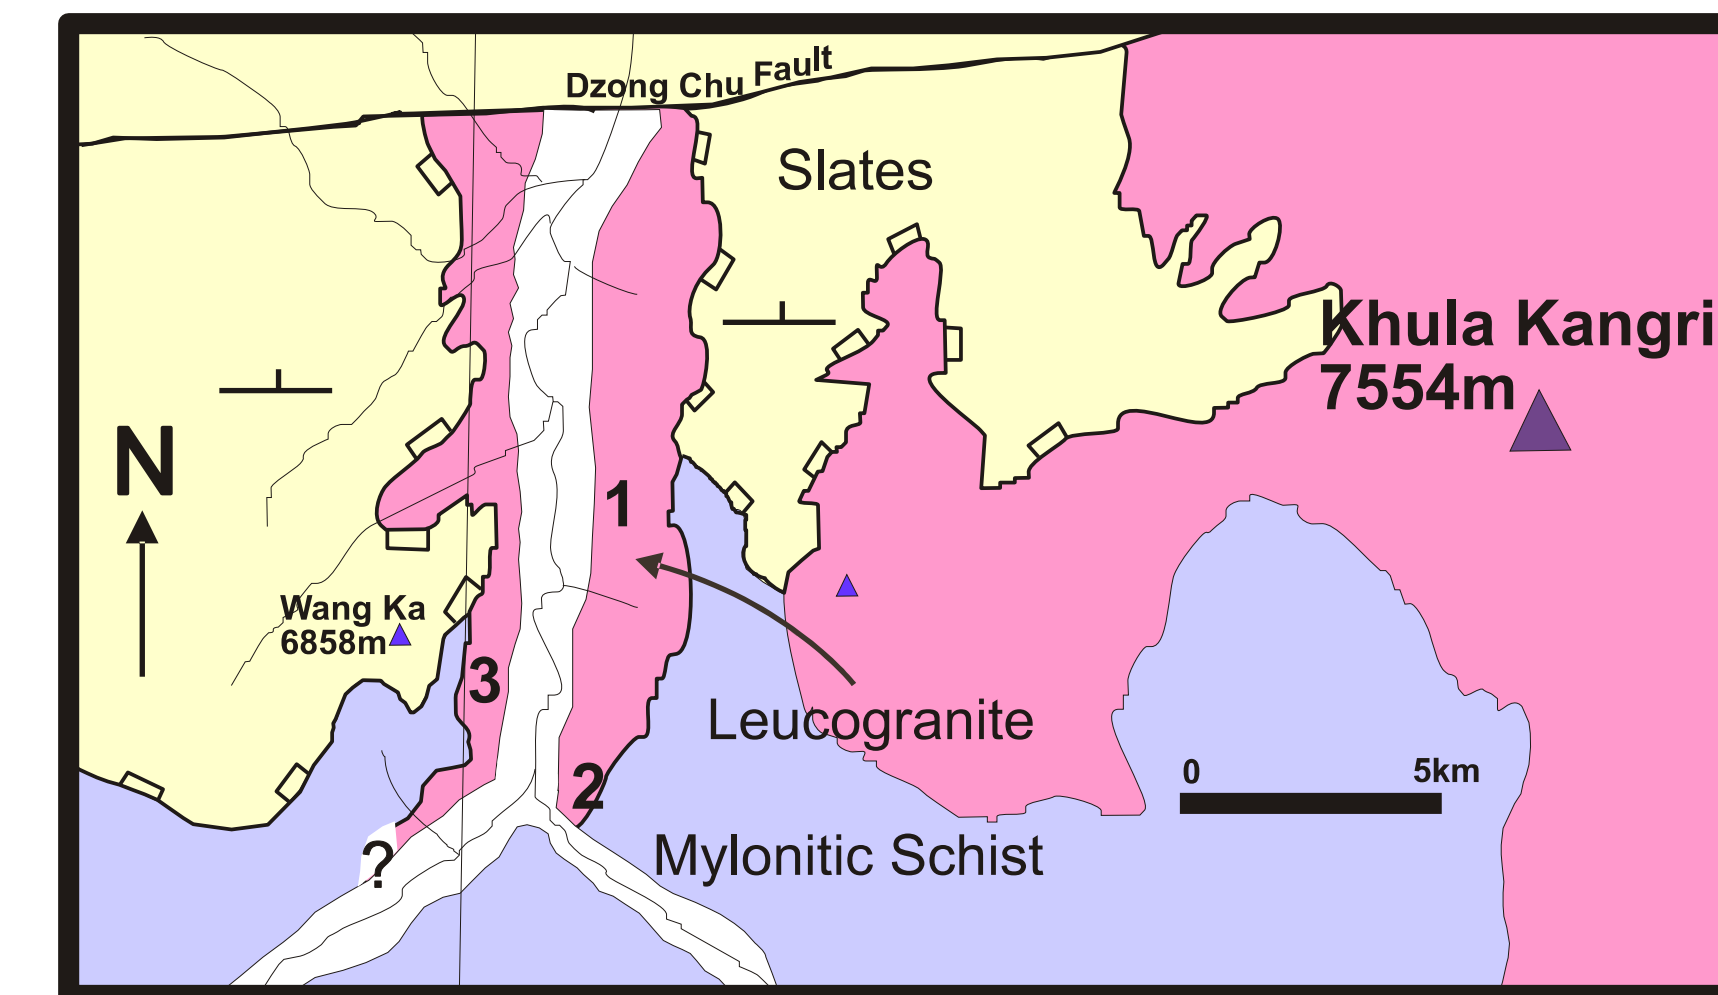 Dzong Chu Fault
Slates
Khula Kangri
7554m
N
1
Wang Ka
6858m
3
Leucogranite
2
0 5km
Mylonitic Schist
?